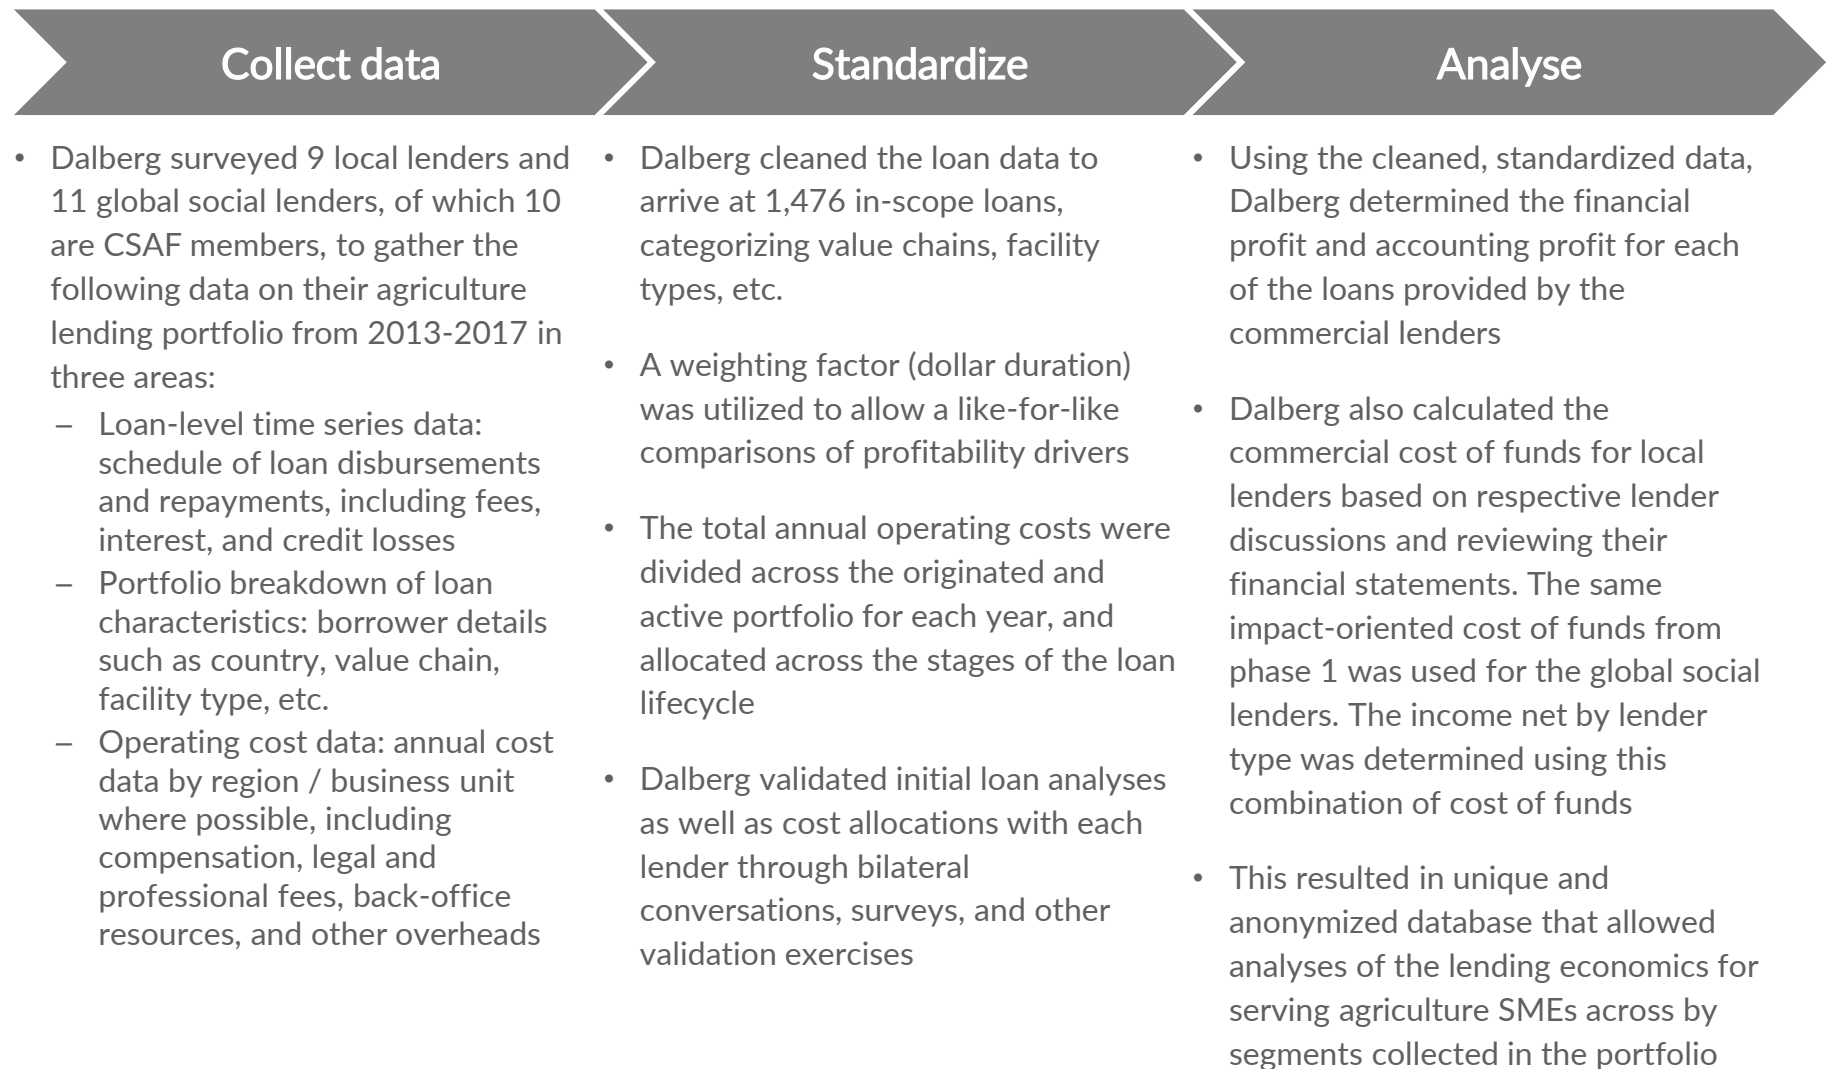 Collect data
• Dalberg surveyed 9 local lenders and
11 global social lenders, of which 10
are CSAF members, to gather the
following data on their agriculture
lending portfolio from 2013-2017 in
three areas:
– Loan-level time series data:
schedule of loan disbursements
and repayments, including fees,
interest, and credit losses
– Portfolio breakdown of loan
characteristics: borrower details
such as country, value chain,
facility type, etc.
– Operating cost data: annual cost
data by region / business unit
where possible, including
compensation, legal and
professional fees, back-office
resources, and other overheads
Standardize
• Dalberg cleaned the loan data to
arrive at 1,476 in-scope loans,
categorizing value chains, facility
types, etc.
• A weighting factor (dollar duration)
was utilized to allow a like-for-like
comparisons of profitability drivers
• The total annual operating costs were
divided across the originated and
active portfolio for each year, and
allocated across the stages of the loan
lifecycle
• Dalberg validated initial loan analyses
as well as cost allocations with each
lender through bilateral
conversations, surveys, and other
validation exercises
Analyse
• Using the cleaned, standardized data,
Dalberg determined the financial
profit and accounting profit for each
of the loans provided by the
commercial lenders
• Dalberg also calculated the
commercial cost of funds for local
lenders based on respective lender
discussions and reviewing their
financial statements. The same
impact-oriented cost of funds from
phase 1 was used for the global social
lenders. The income net by lender
type was determined using this
combination of cost of funds
• This resulted in unique and
anonymized database that allowed
analyses of the lending economics for
serving agriculture SMEs across by
segments collected in the portfolio